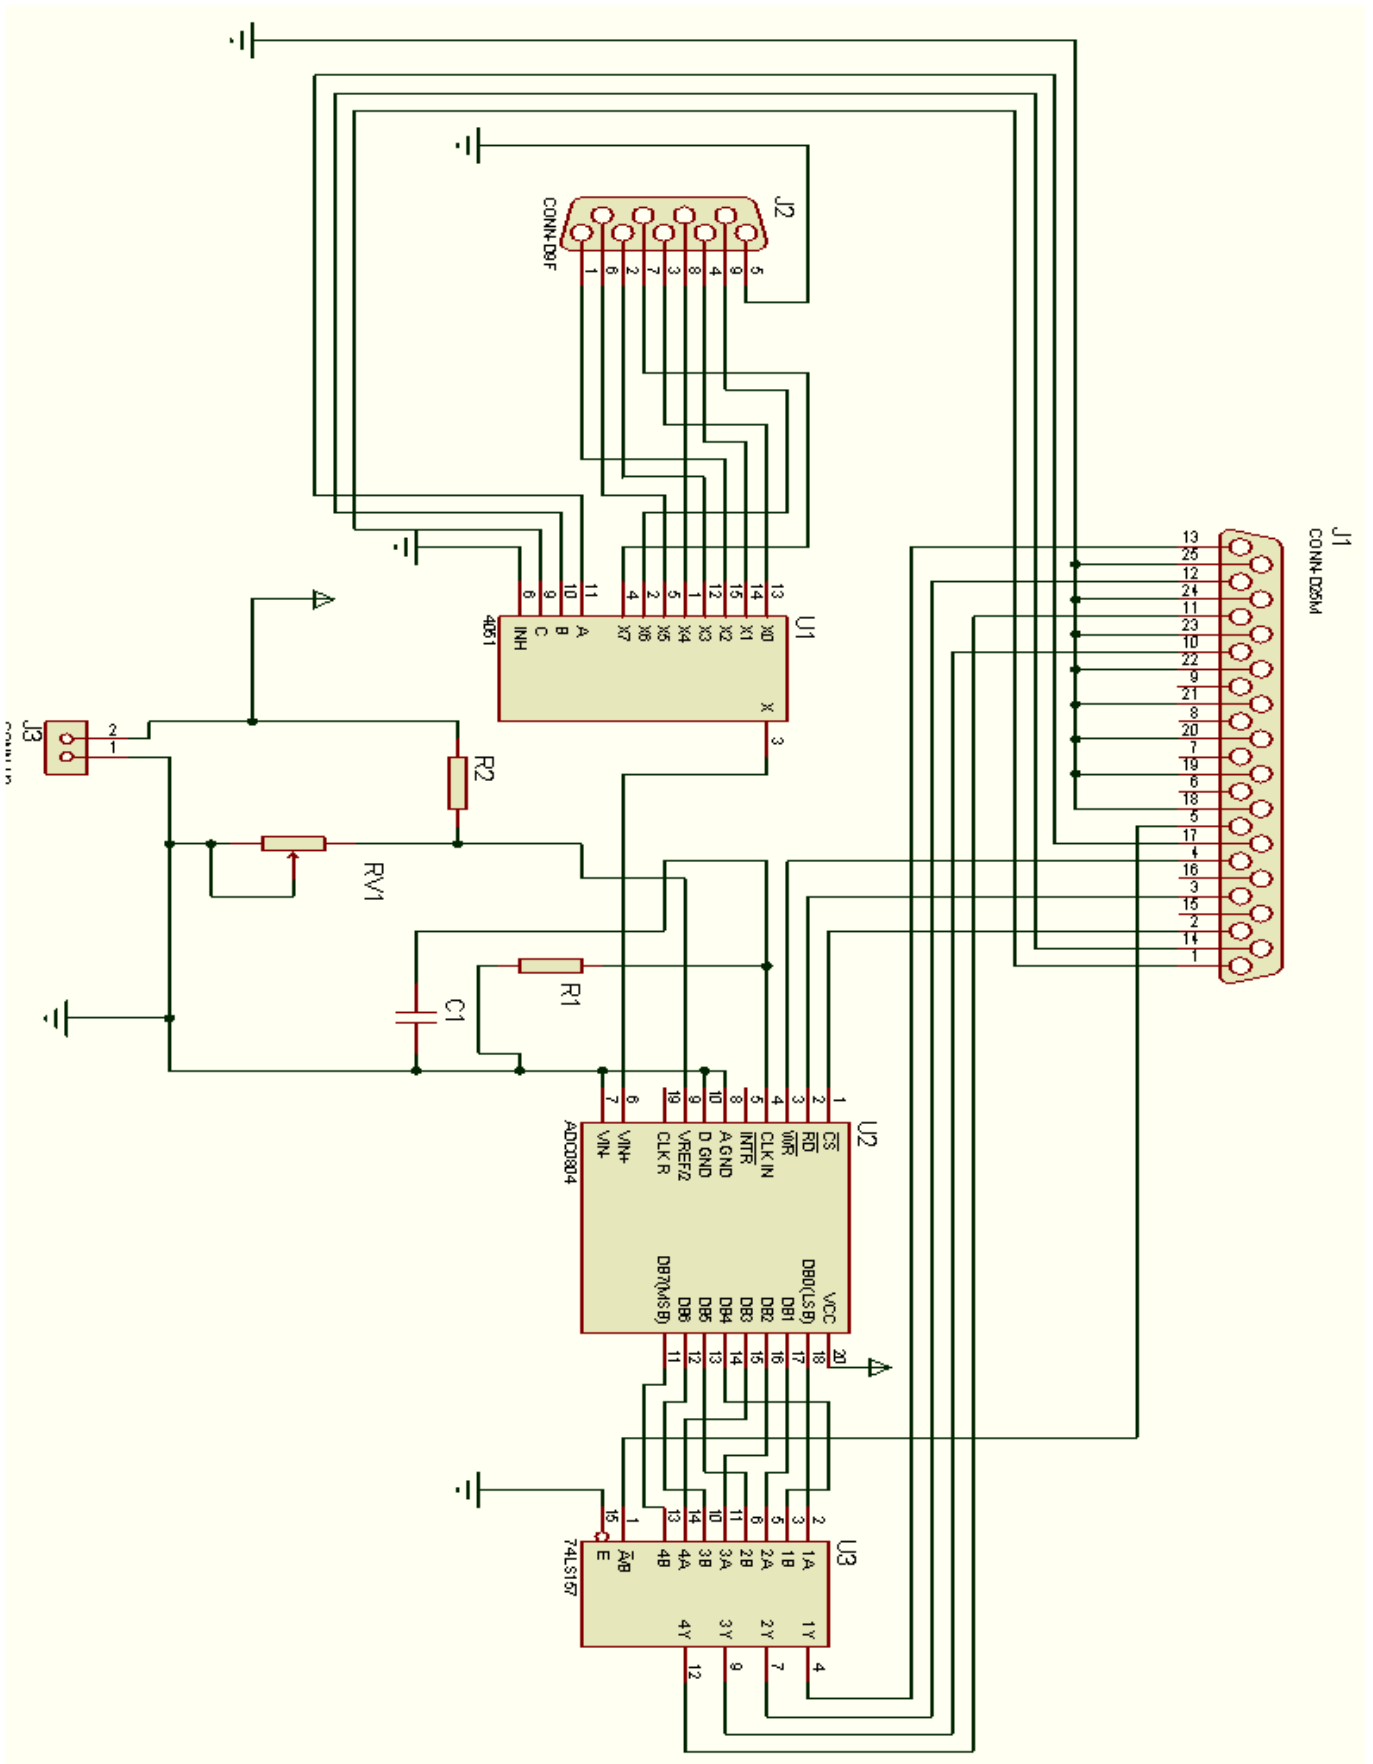 J1
CONN-D25M
13
25
12
24
11
23
10
22
9
21
8
20
7
19
6
18
5
17
4
16
3
15
2
14
1
J2
CONN-D9F
5
9
4
8
3
7
2
6
1
U1
4051
13
14
15
12
1
5
2
4
11
10
9
6
X0
X1
X2
X3
X4
X5
X6
X7
A
B
C
INH
X
3
J3
2
1
R2
RV1
R1
C1
U2
ADC0804
1
2
3
4
5
8
10
9
19
6
7
CS
RD
WR
CLK IN
INTR
A GND
D GND
VREF/2
CLK R
VIN+
VIN-
VCC
DB0(LSB)
DB1
DB2
DB3
DB4
DB5
DB6
DB7(MSB)
20
18
17
16
15
14
13
12
11
U3
74LS157
2
3
5
6
11
10
14
13
1
15
1A
1B
2A
2B
3A
3B
4A
4B
A/B
E
1Y
2Y
3Y
4Y
4
7
9
12